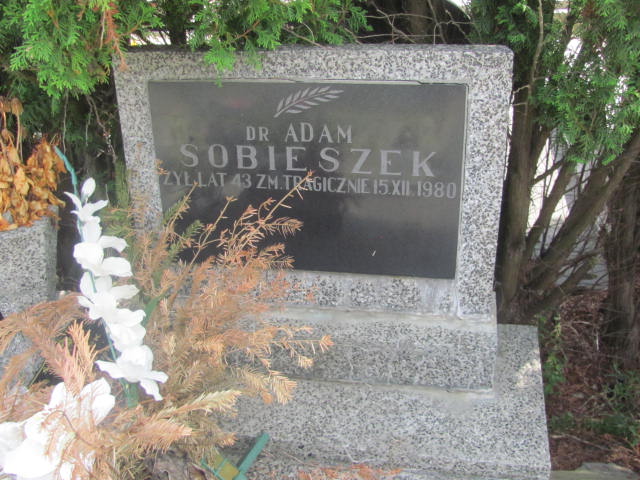 DR ADAM
SOBIESZEK
ŻYŁ LAT 43 ZM. TRAGICZNIE 15.XII.1980